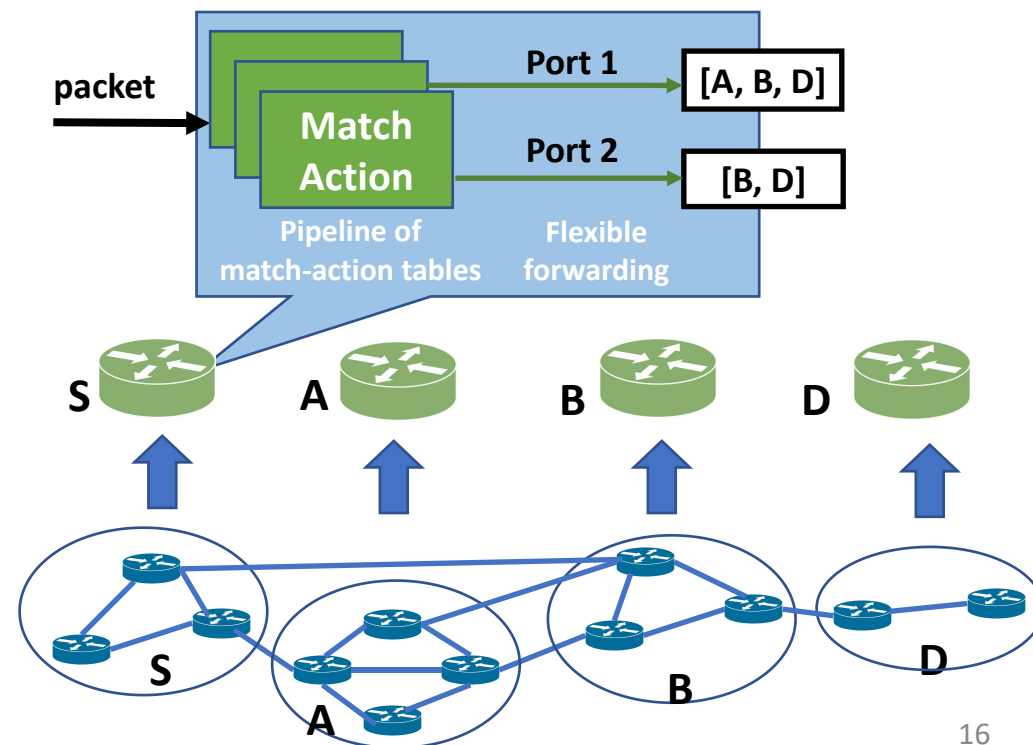 packet
Match
Action
Port 1
[A, B, D]
Port 2
[B, D]
Pipeline of
match-action tables
Flexible
forwarding
S
A
B
D
S
A
B
D
16